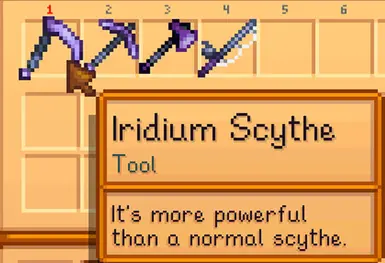 1 2 3 4 5 6
Iridium Scythe
Tool
It's more powerful
than a normal scythe.